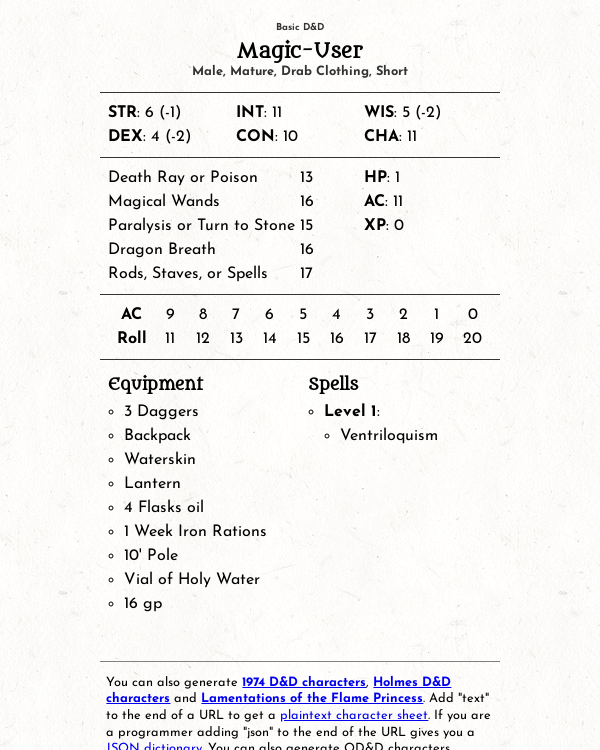 Basic D&D
Magic-User
Male, Mature, Drab Clothing, Short
STR: 6 (-1) INT: 11 WIS: 5 (-2)
DEX: 4 (-2) CON: 10 CHA: 11
Death Ray or Poison 13 HP: 1
Magical Wands 16 AC: 11
Paralysis or Turn to Stone 15 XP: 0
Dragon Breath 16
Rods, Staves, or Spells 17
AC 9 8 7 6 5 4 3 2 1 0
Roll 11 12 13 14 15 16 17 18 19 20
Equipment
3 Daggers
Backpack
Waterskin
Lantern
4 Flasks oil
1 Week Iron Rations
10' Pole
Vial of Holy Water
16 gp
Spells
Level 1:
Ventriloquism
You can also generate 1974 D&D characters, Holmes D&D
characters and Lamentations of the Flame Princess. Add "text"
to the end of a URL to get a plaintext character sheet. If you are
a programmer adding "json" to the end of the URL gives you a
JSON dictionary. You can also generate OD&D characters